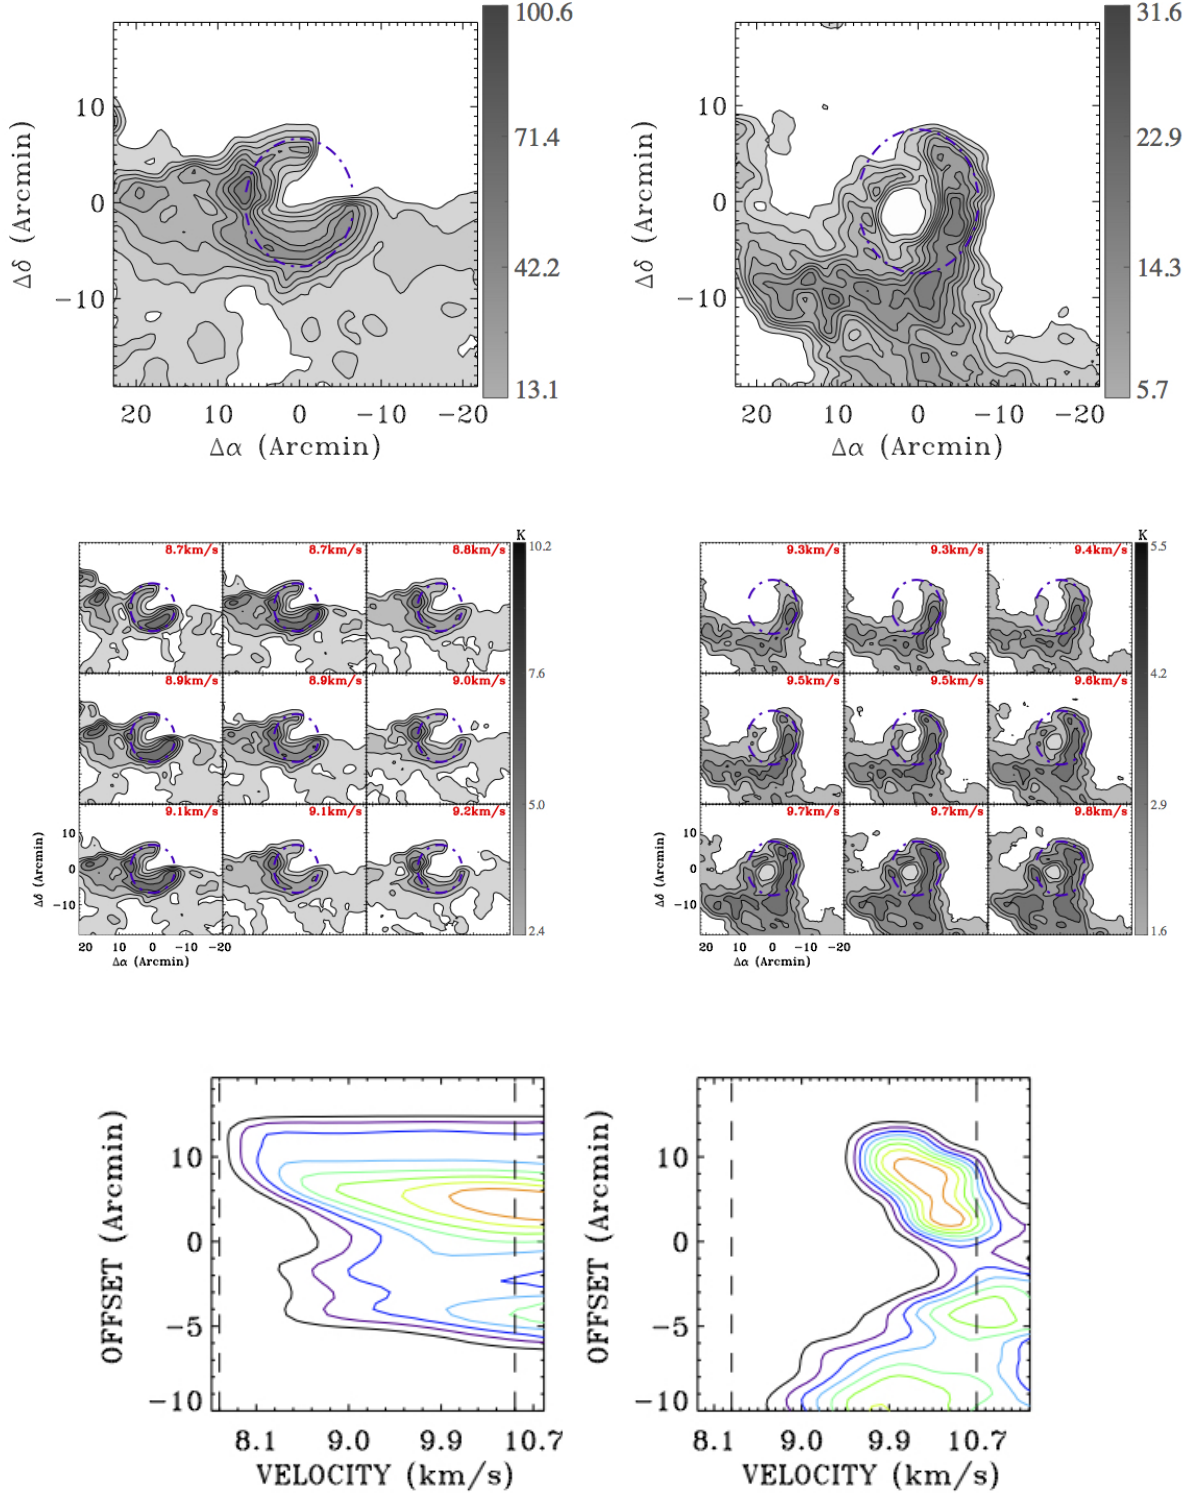 100.6
71.4
42.2
13.1
10
0
−10
20 10 0 −10 −20
Δα (Arcmin)
Δδ (Arcmin)
31.6
22.9
14.3
5.7
10
0
−10
20 10 0 −10 −20
Δα (Arcmin)
Δδ (Arcmin)
8.7km/s 8.7km/s 8.8km/s
8.9km/s 8.9km/s 9.0km/s
9.1km/s 9.1km/s 9.2km/s
K
10.2
7.6
5.0
2.4
10
0
−10
20 10 0 −10 −20
Δα (Arcmin)
Δδ (Arcmin)
9.3km/s 9.3km/s 9.4km/s
9.5km/s 9.5km/s 9.6km/s
9.7km/s 9.7km/s 9.8km/s
K
5.5
4.2
2.9
1.6
10
0
−10
20 10 0 −10 −20
Δα (Arcmin)
Δδ (Arcmin)
10
0
−5
−10
8.1 9.0 9.9 10.7
VELOCITY (km/s)
OFFSET (Arcmin)
10
0
−5
−10
8.1 9.0 9.9 10.7
VELOCITY (km/s)
OFFSET (Arcmin)